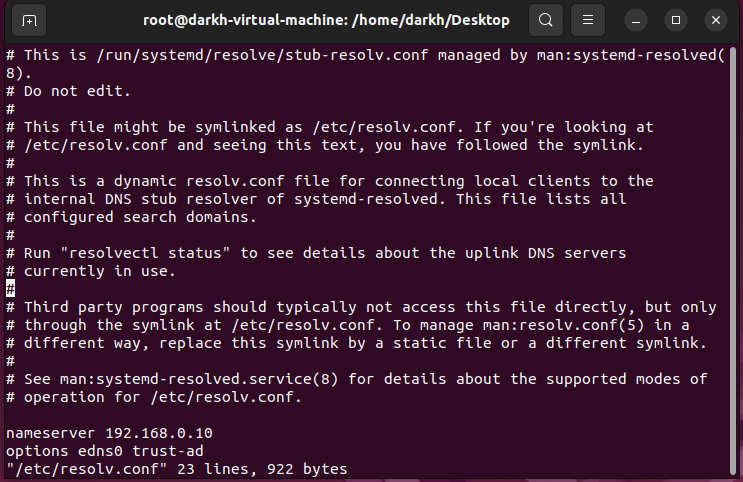 root@darkh-virtual-machine: /home/darkh/Desktop
# This is /run/systemd/resolve/stub-resolv.conf managed by man:systemd-resolved(
8).
# Do not edit.
#
# This file might be symlinked as /etc/resolv.conf. If you're looking at
# /etc/resolv.conf and seeing this text, you have followed the symlink.
#
# This is a dynamic resolv.conf file for connecting local clients to the
# internal DNS stub resolver of systemd-resolved. This file lists all
# configured search domains.
#
# Run "resolvectl status" to see details about the uplink DNS servers
# currently in use.
#
# Third party programs should typically not access this file directly, but only
# through the symlink at /etc/resolv.conf. To manage man:resolv.conf(5) in a
# different way, replace this symlink by a static file or a different symlink.
#
# See man:systemd-resolved.service(8) for details about the supported modes of
# operation for /etc/resolv.conf.

nameserver 192.168.0.10
options edns0 trust-ad
"/etc/resolv.conf" 23 lines, 922 bytes